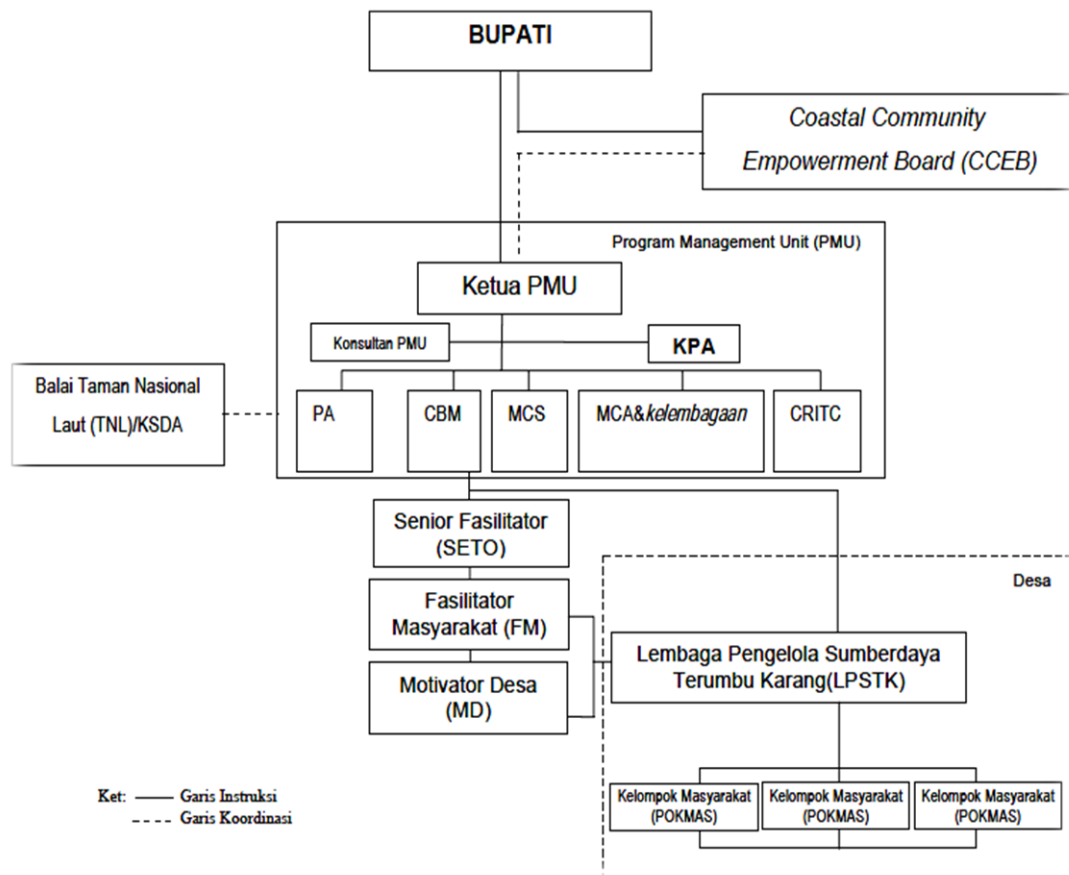 BUPATI
Coastal Community
Empowerment Board (CCEB)
Program Management Unit (PMU)
Ketua PMU
Konsultan PMU
KPA
Balai Taman Nasional
Laut (TNL)/KSDA
PA
CBM
MCS
MCA&kelembagaan
CRITC
Senior Fasilitator
(SETO)
Desa
Fasilitator
Masyarakat (FM)
Lembaga Pengelola Sumberdaya
Terumbu Karang(LPSTK)
Motivator Desa
(MD)
Kelompok Masyarakat
(POKMAS)
Kelompok Masyarakat
(POKMAS)
Kelompok Masyarakat
(POKMAS)
Ket: Garis Instruksi
Garis Koordinasi